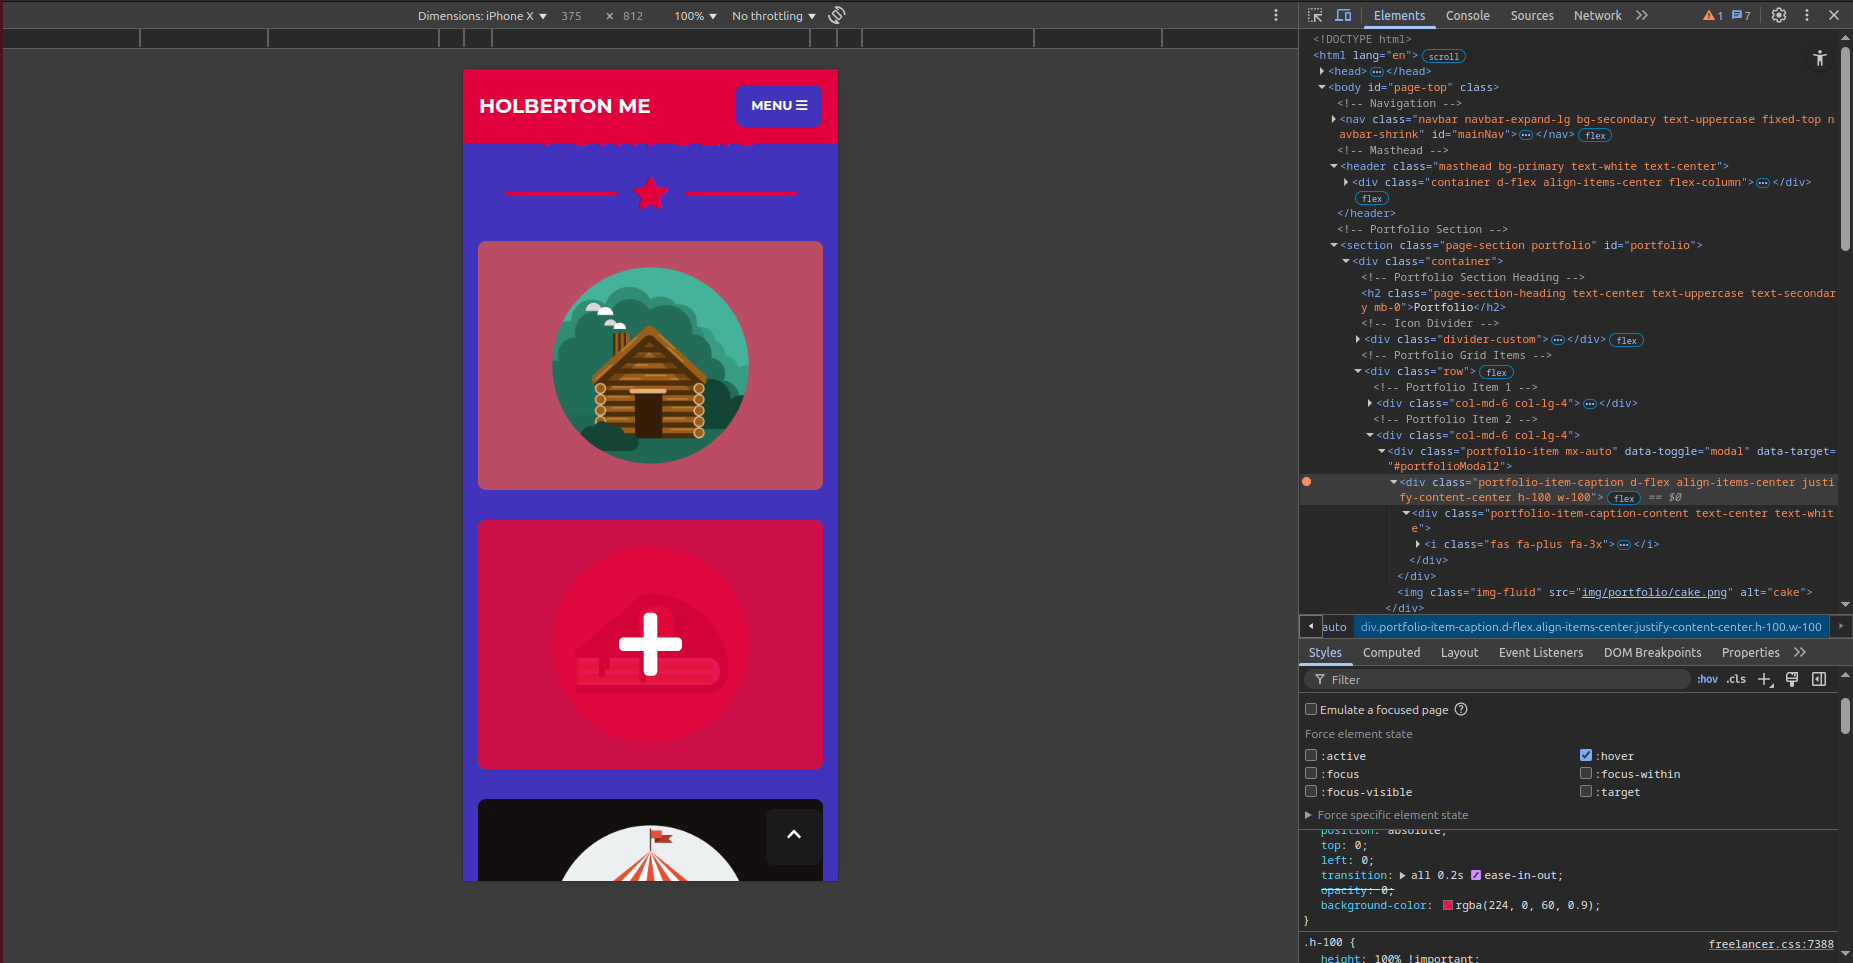 Dimensions: iPhone X 375 × 812 100% No throttling
HOLBERTON ME
MENU
Elements Console Sources Network 1 7
<!DOCTYPE html>
<html lang="en"> scroll
<head> ⋯ </head>
<body id="page-top" class>
<!-- Navigation -->
<nav class="navbar navbar-expand-lg bg-secondary text-uppercase fixed-top n
avbar-shrink" id="mainNav"> ⋯ </nav> flex
<!-- Masthead -->
<header class="masthead bg-primary text-white text-center">
<div class="container d-flex align-items-center flex-column"> ⋯ </div>
flex
</header>
<!-- Portfolio Section -->
<section class="page-section portfolio" id="portfolio">
<div class="container">
<!-- Portfolio Section Heading -->
<h2 class="page-section-heading text-center text-uppercase text-secondar
y mb-0">Portfolio</h2>
<!-- Icon Divider -->
<div class="divider-custom"> ⋯ </div> flex
<!-- Portfolio Grid Items -->
<div class="row"> flex
<!-- Portfolio Item 1 -->
<div class="col-md-6 col-lg-4"> ⋯ </div>
<!-- Portfolio Item 2 -->
<div class="col-md-6 col-lg-4">
<div class="portfolio-item mx-auto" data-toggle="modal" data-target=
"#portfolioModal2">
<div class="portfolio-item-caption d-flex align-items-center justi
fy-content-center h-100 w-100"> flex == $0
<div class="portfolio-item-caption-content text-center text-whit
e">
<i class="fas fa-plus fa-3x"> ⋯ </i>
</div>
</div>
<img class="img-fluid" src="img/portfolio/cake.png" alt="cake">
</div>
auto div.portfolio-item-caption.d-flex.align-items-center.justify-content-center.h-100.w-100
Styles Computed Layout Event Listeners DOM Breakpoints Properties
Filter :hov .cls
Emulate a focused page
Force element state
:active :hover
:focus :focus-within
:focus-visible :target
Force specific element state
position: absolute;
top: 0;
left: 0;
transition: all 0.2s ease-in-out;
opacity: 0;
background-color: rgba(224, 0, 60, 0.9);
}
.h-100 { freelancer.css:7388
height: 100% !important;